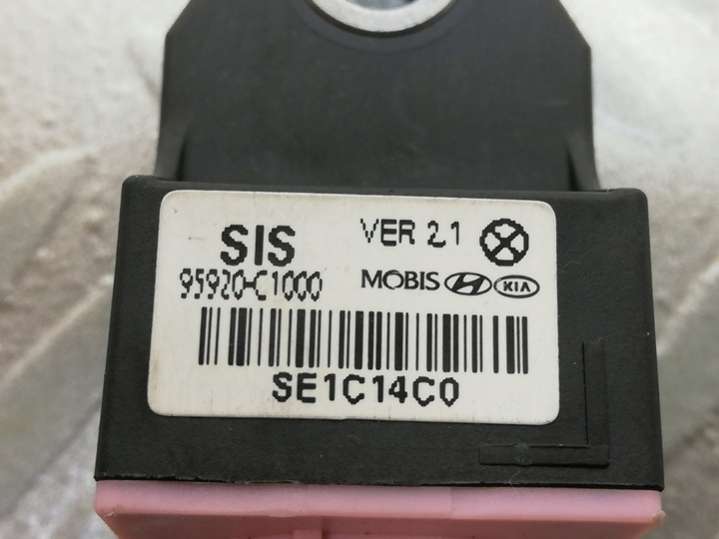 SIS VER 2.1
95920-C1000 MOBIS KIA
SE1C14C0